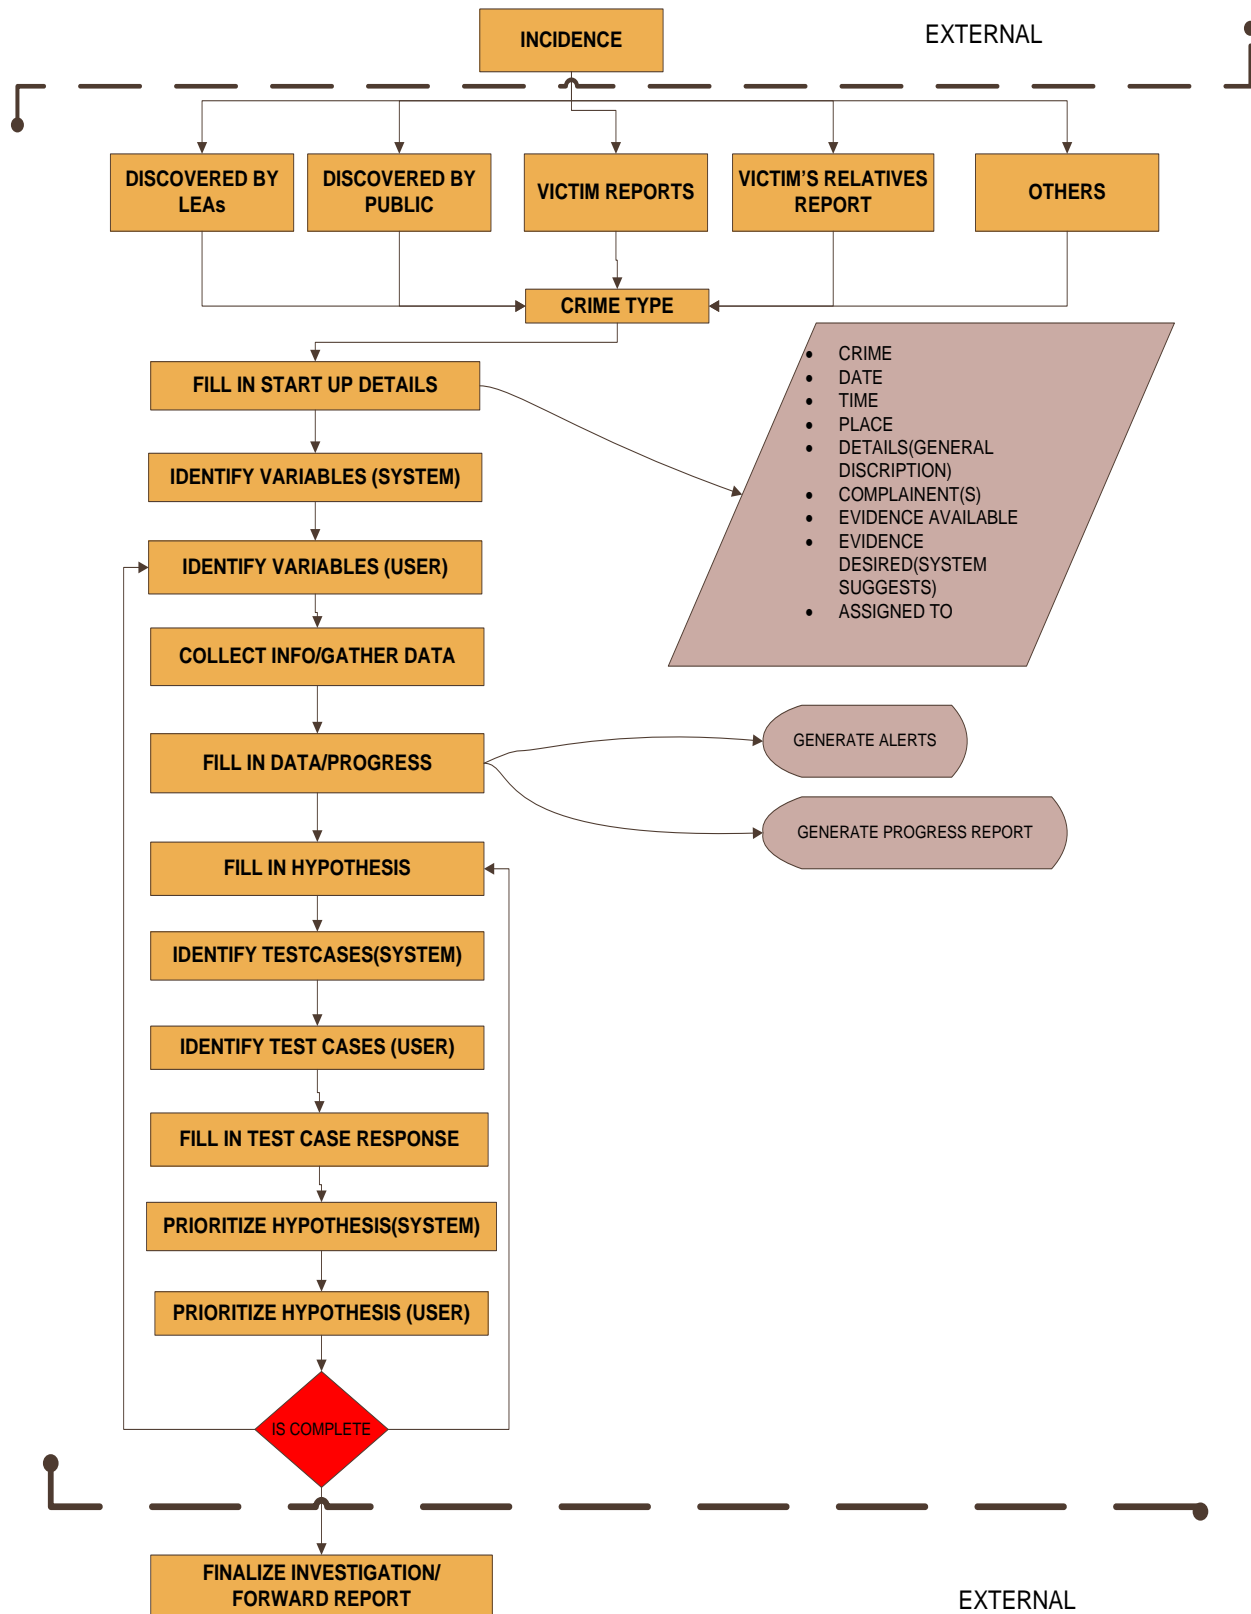 INCIDENCE
EXTERNAL
DISCOVERED BY
LEAs
DISCOVERED BY
PUBLIC
VICTIM REPORTS
VICTIM’S RELATIVES
REPORT
OTHERS
CRIME TYPE
FILL IN START UP DETAILS
• CRIME
• DATE
• TIME
• PLACE
• DETAILS(GENERAL
DISCRIPTION)
• COMPLAINENT(S)
• EVIDENCE AVAILABLE
• EVIDENCE
DESIRED(SYSTEM
SUGGESTS)
• ASSIGNED TO
IDENTIFY VARIABLES (SYSTEM)
IDENTIFY VARIABLES (USER)
COLLECT INFO/GATHER DATA
FILL IN DATA/PROGRESS
GENERATE ALERTS
GENERATE PROGRESS REPORT
FILL IN HYPOTHESIS
IDENTIFY TESTCASES(SYSTEM)
IDENTIFY TEST CASES (USER)
FILL IN TEST CASE RESPONSE
PRIORITIZE HYPOTHESIS(SYSTEM)
PRIORITIZE HYPOTHESIS (USER)
IS COMPLETE
FINALIZE INVESTIGATION/
FORWARD REPORT
EXTERNAL